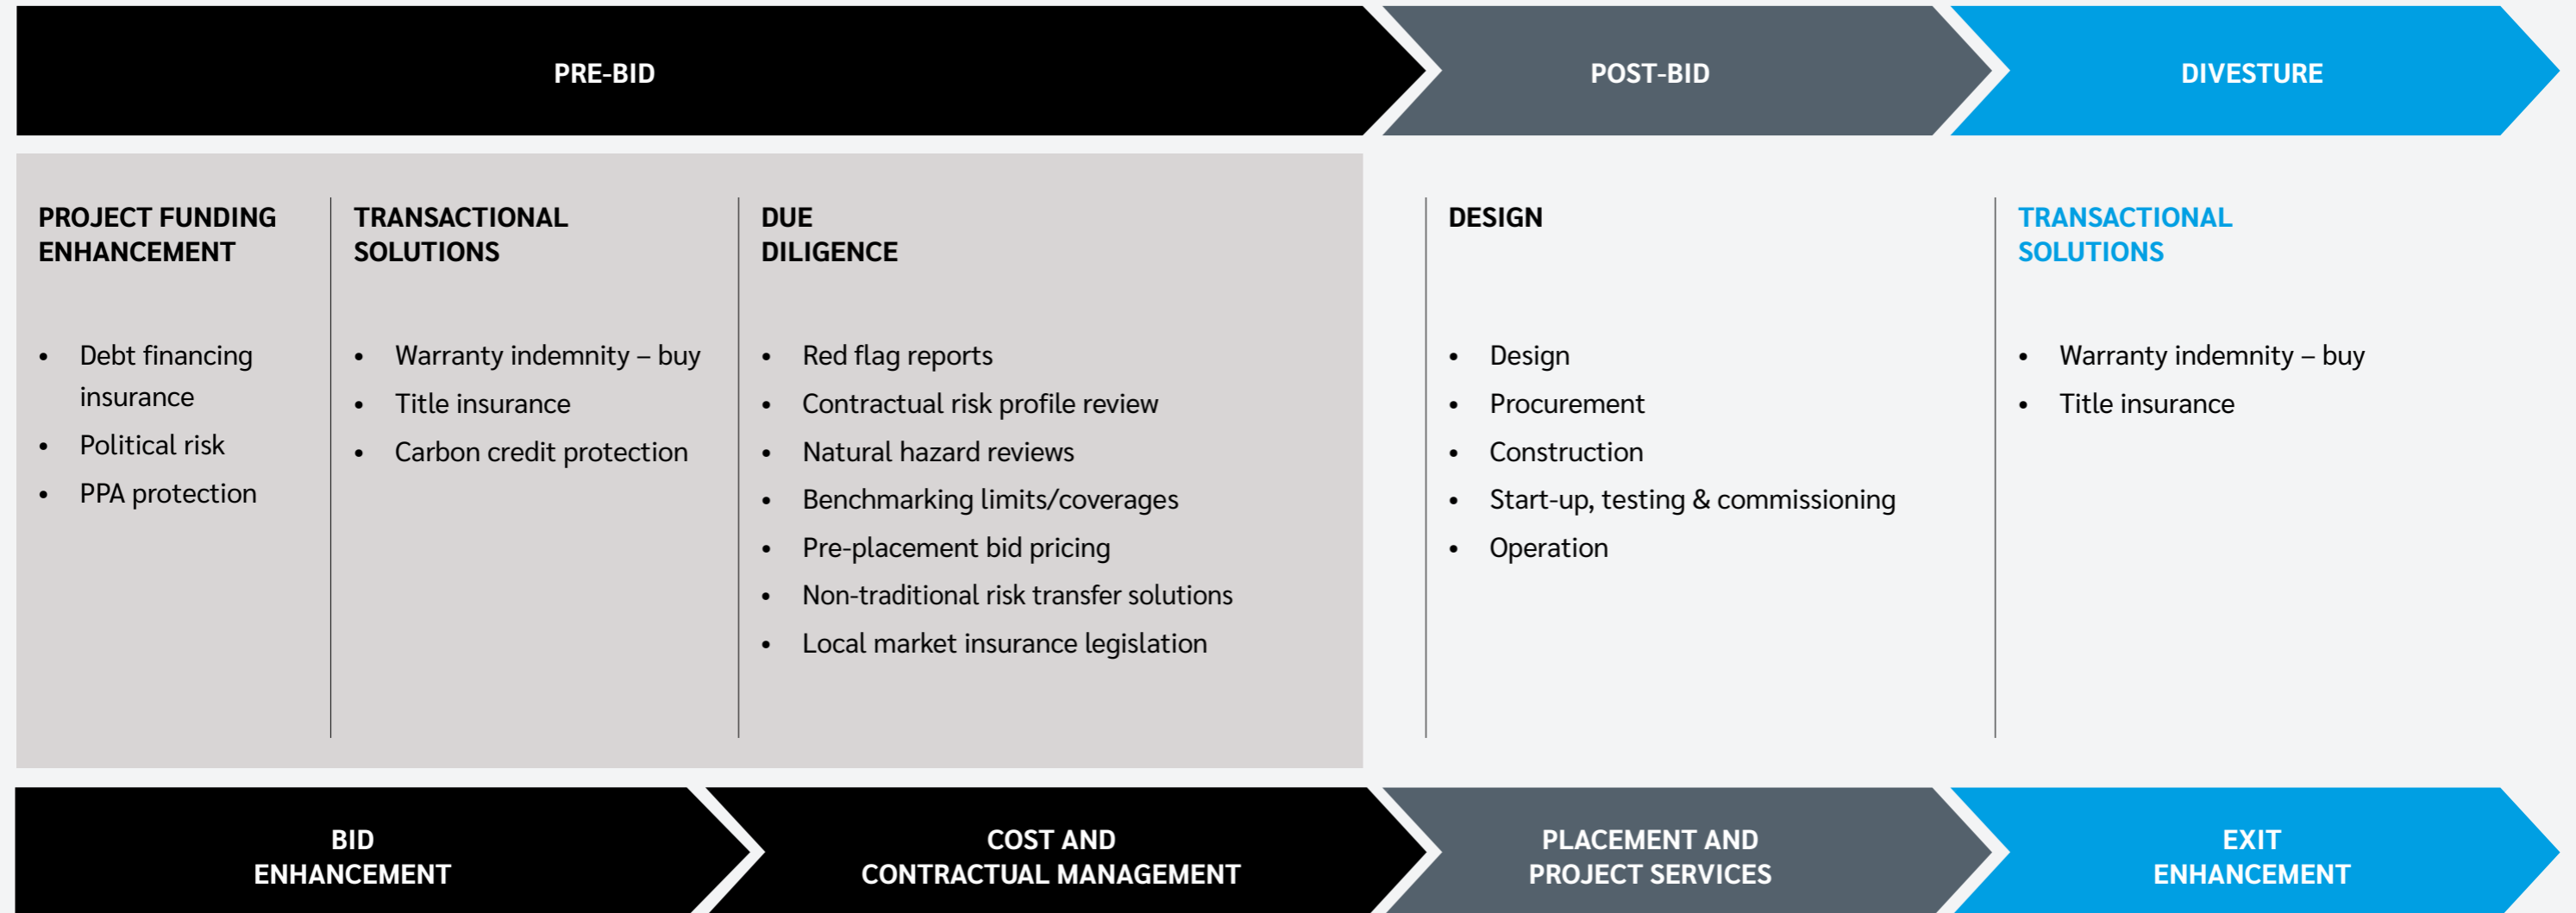 PRE-BID
POST-BID
DIVESTURE
PROJECT FUNDING
ENHANCEMENT
• Debt financing
insurance
• Political risk
• PPA protection
TRANSACTIONAL
SOLUTIONS
• Warranty indemnity – buy
• Title insurance
• Carbon credit protection
DUE
DILIGENCE
• Red flag reports
• Contractual risk profile review
• Natural hazard reviews
• Benchmarking limits/coverages
• Pre-placement bid pricing
• Non-traditional risk transfer solutions
• Local market insurance legislation
DESIGN
• Design
• Procurement
• Construction
• Start-up, testing & commissioning
• Operation
TRANSACTIONAL
SOLUTIONS
• Warranty indemnity – buy
• Title insurance
BID
ENHANCEMENT
COST AND
CONTRACTUAL MANAGEMENT
PLACEMENT AND
PROJECT SERVICES
EXIT
ENHANCEMENT